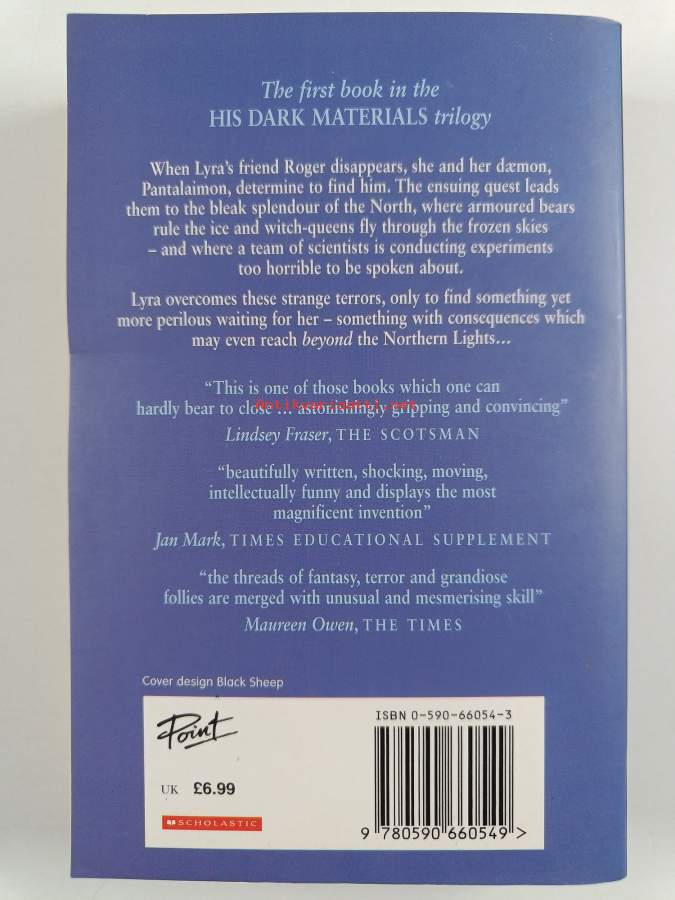 The first book in the
HIS DARK MATERIALS trilogy
When Lyra's friend Roger disappears, she and her dæmon,
Pantalaimon, determine to find him. The ensuing quest leads
them to the bleak splendour of the North, where armoured bears
rule the ice and witch-queens fly through the frozen skies
– and where a team of scientists is conducting experiments
too horrible to be spoken about.
Lyra overcomes these strange terrors, only to find something yet
more perilous waiting for her – something with consequences which
may even reach beyond the Northern Lights...
“This is one of those books which one can
hardly bear to close ... astonishingly gripping and convincing”
Lindsey Fraser, THE SCOTSMAN
“beautifully written, shocking, moving,
intellectually funny and displays the most
magnificent invention”
Jan Mark, TIMES EDUCATIONAL SUPPLEMENT
“the threads of fantasy, terror and grandiose
follies are merged with unusual and mesmerising skill”
Maureen Owen, THE TIMES
Cover design Black Sheep
Point
UK £6.99
SCHOLASTIC
ISBN 0-590-66054-3
9 780590 660549 >